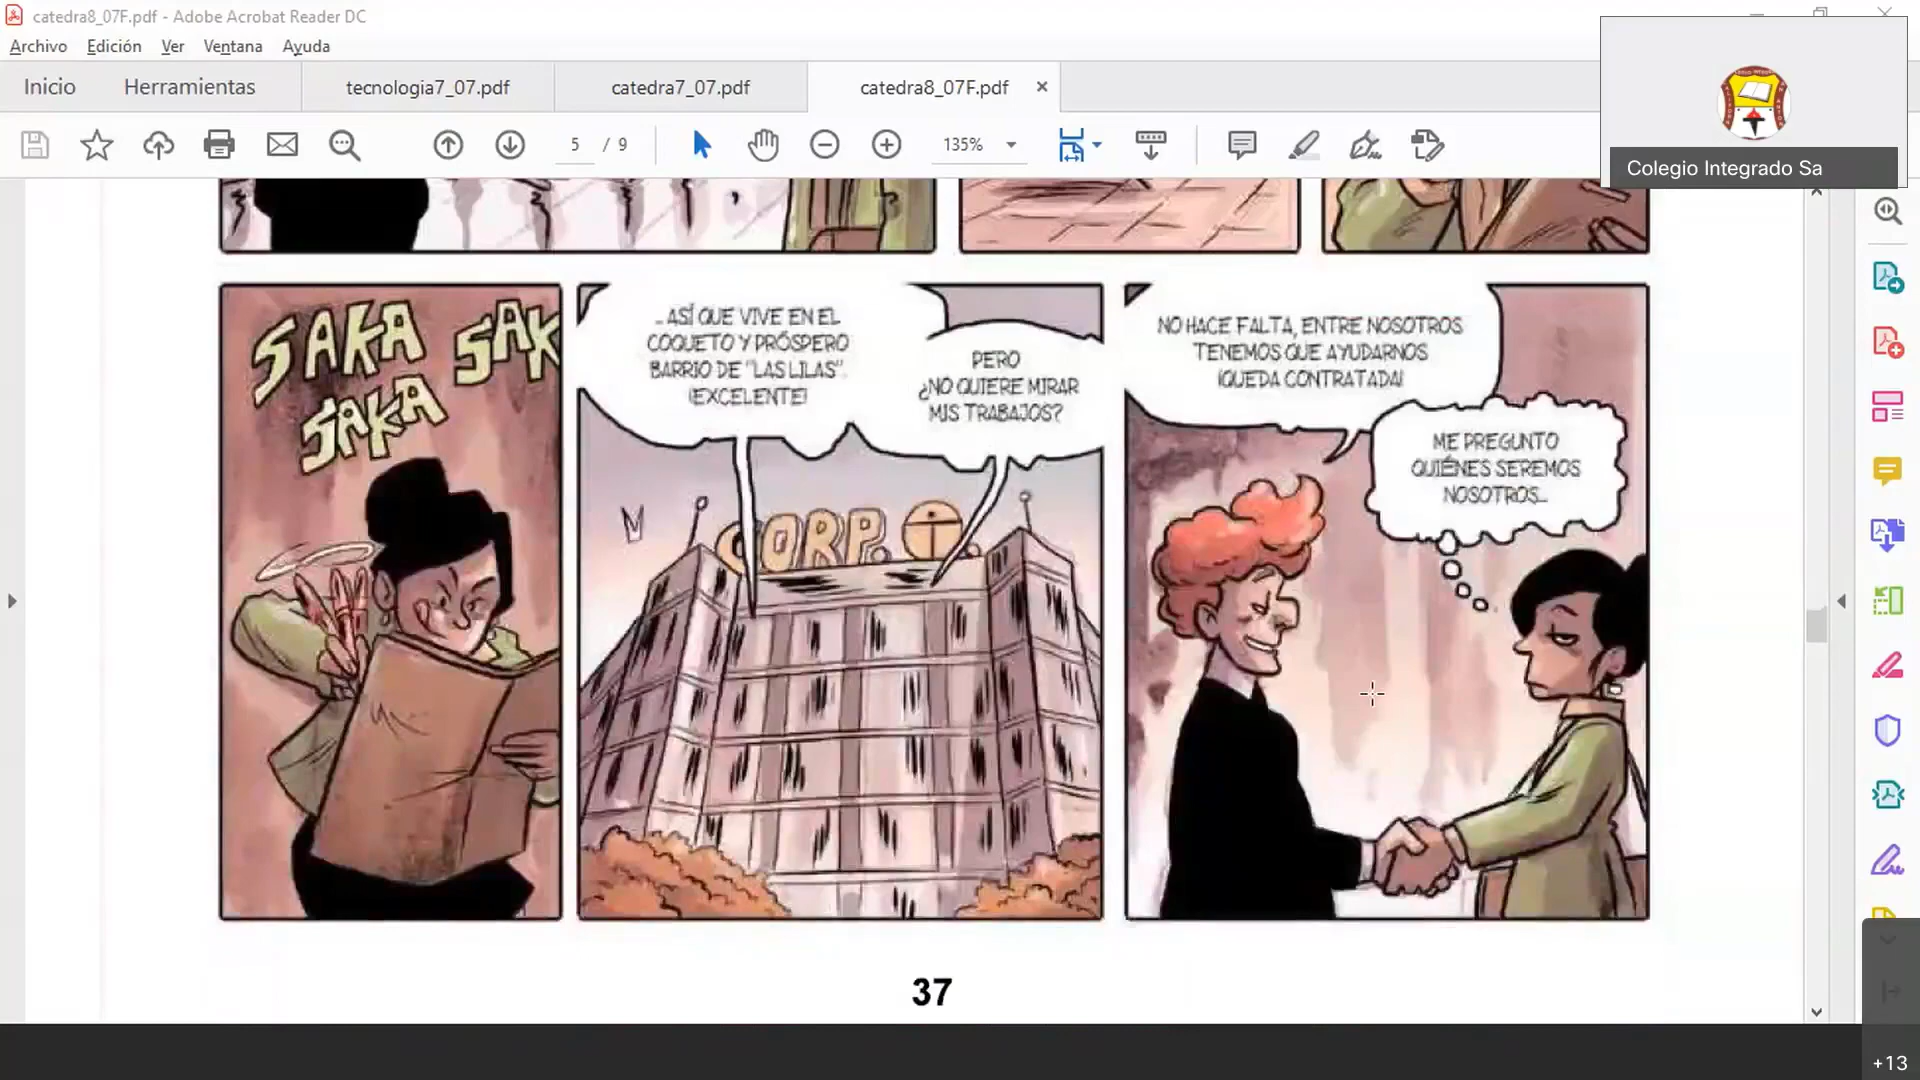 catedra8_07F.pdf - Adobe Acrobat Reader DC
Archivo Edición Ver Ventana Ayuda
Inicio Herramientas tecnologia7_07.pdf catedra7_07.pdf catedra8_07F.pdf
5 / 9 135%
Colegio Integrado Sa
SAKA SAK
SAKA
.. ASÍ QUE VIVE EN EL
COQUETO Y PRÓSPERO
BARRIO DE "LAS LILAS".
¡EXCELENTE!
PERO
¿NO QUIERE MIRAR
MIS TRABAJOS?
CORP.
NO HACE FALTA, ENTRE NOSOTROS
TENEMOS QUE AYUDARNOS
¡QUEDA CONTRATADA!
ME PREGUNTO
QUIÉNES SEREMOS
NOSOTROS...
37
+13